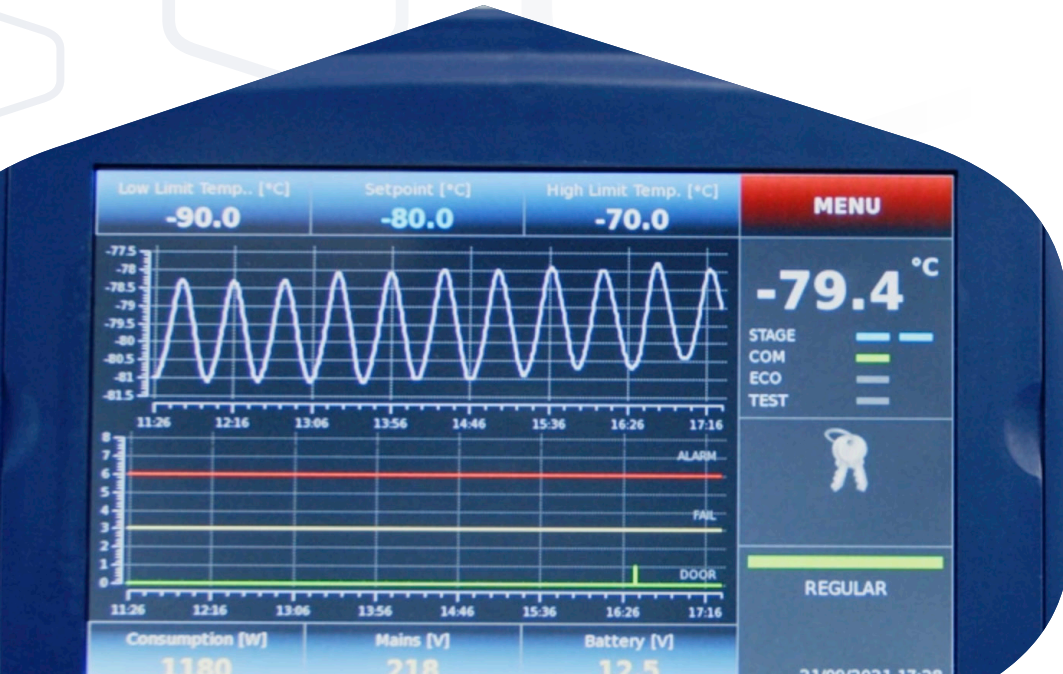 Low Limit Temp.. [°C] Setpoint [°C] High Limit Temp. [°C] MENU
-90.0 -80.0 -70.0
-79.4 °C
-77.5
-78
-78.5
-79
-79.5
-80
-80.5
-81
-81.5
11:26 12:16 13:06 13:56 14:46 15:36 16:26 17:16
STAGE
COM
ECO
TEST
8
7
6
5
4
3
2
1
0
ALARM
FAIL
DOOR
11:26 12:16 13:06 13:56 14:46 15:36 16:26 17:16
REGULAR
Consumption [W] Mains [V] Battery [V]
1180 218 12.5